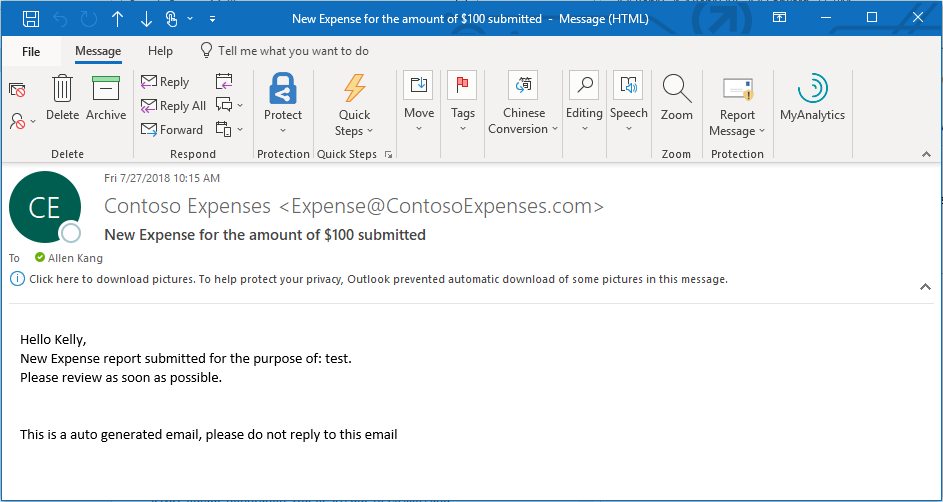 New Expense for the amount of $100 submitted - Message (HTML)
File Message Help Tell me what you want to do
Delete Archive
Reply
Reply All
Forward
Protect
Quick Steps
Move
Tags
Chinese Conversion
Editing
Speech
Zoom
Report Message
MyAnalytics
Delete Respond Protection Quick Steps Zoom Protection
Fri 7/27/2018 10:15 AM
CE
Contoso Expenses <Expense@ContosoExpenses.com>
New Expense for the amount of $100 submitted
To Allen Kang
Click here to download pictures. To help protect your privacy, Outlook prevented automatic download of some pictures in this message.
Hello Kelly,
New Expense report submitted for the purpose of: test.
Please review as soon as possible.
This is a auto generated email, please do not reply to this email